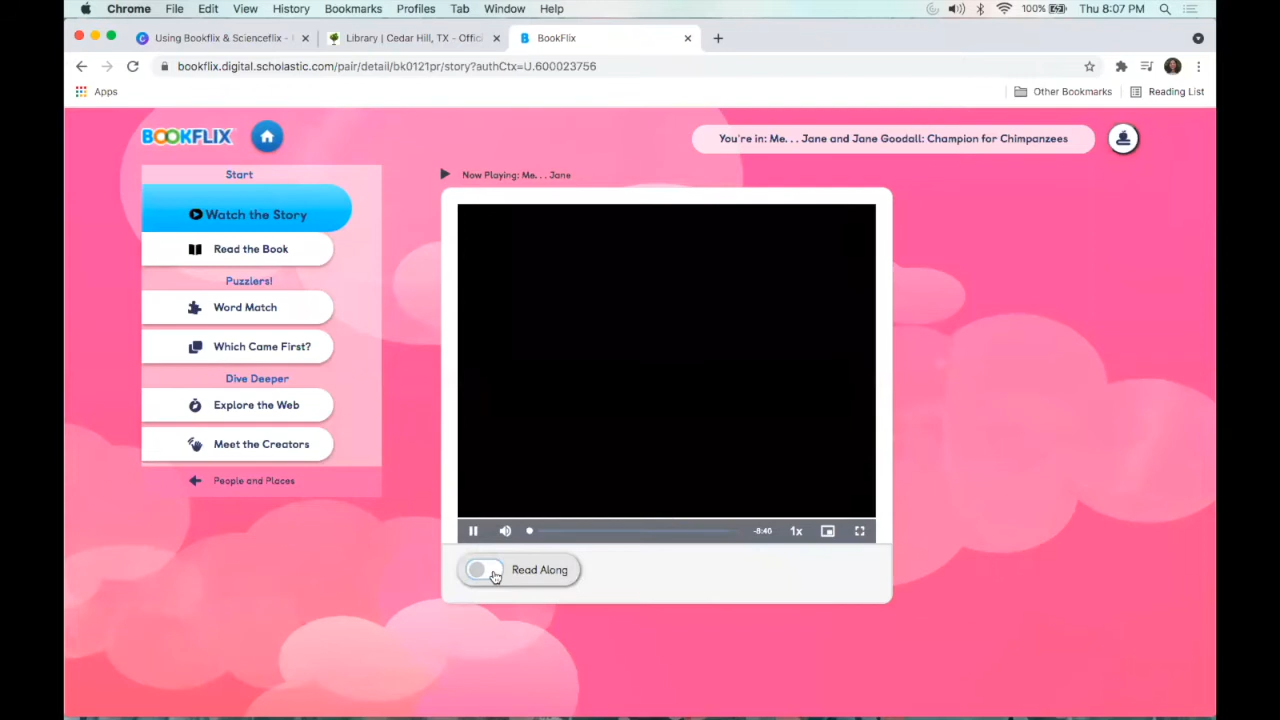 Chrome File Edit View History Bookmarks Profiles Tab Window Help 100% Thu 8:07 PM
Using Bookflix & Scienceflix - Library | Cedar Hill, TX - Offici BookFlix
bookflix.digital.scholastic.com/pair/detail/bk0121pr/story?authCtx=U.600023756
Apps Other Bookmarks Reading List
BOOKFLIX You're in: Me. . . Jane and Jane Goodall: Champion for Chimpanzees
Start
Now Playing: Me. . . Jane
Watch the Story
Read the Book
Puzzlers!
Word Match
Which Came First?
Dive Deeper
Explore the Web
Meet the Creators
People and Places
-8:40 1x
Read Along